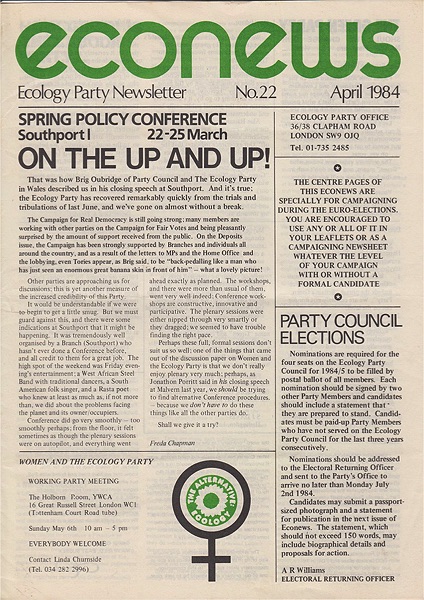 econews
Ecology Party Newsletter No.22 April 1984
SPRING POLICY CONFERENCE
Southport I 22-25 March
ON THE UP AND UP!
That was how Brig Oubridge of Party Council and The Ecology Party
in Wales described us in his closing speech at Southport. And it's true;
the Ecology Party has recovered remarkably quickly from the trials and
tribulations of last June, and we've gone on almost without a break.
The Campaign for Real Democracy is still going strong; many members are
working with other parties on the Campaign for Fair Votes and being pleasantly
surprised by the amount of support received from the public. On the Deposits
issue, the Campaign has been strongly supported by Branches and individuals all
around the country, and as a result of the letters to MPs and the Home Office and
the lobbying, even Tories appear, as Brig said, to be "back-pedalling like a man who
has just seen an enormous great banana skin in front of him" – what a lovely picture!
Other parties are approaching us for
discussions; this is yet another measure of
the increased credibility of this Party.
It would be understandable if we were
to begin to get a little smug. But we must
guard against this, and there were some
indications at Southport that it might be
happening. It was tremendously well
organised by a Branch (Southport) who
hasn't ever done a Conference before,
and all credit to them for a great job. The
high spot of the weekend was Friday even-
ing's entertainment: a West African Steel
Band with traditional dancers, a South
American folk singer, and a Rasta poet
who knew at least as much as, if not more
than, we did about the problems facing
the planet and its owner/occupiers.
Conference did go very smoothly – too
smoothly perhaps; from the floor, it felt
sometimes as though the plenary sessions
were on autopilot, and everything went
ahead exactly as planned. The workshops,
and there were more than usual of them,
went very well indeed; Conference work-
shops are constructive, innovative and
participative. The plenary sessions were
either zipped through very smartly or
they dragged; we seemed to have trouble
finding the right pace.
Perhaps these full, formal sessions don't
suit us so well; one of the things that came
out of the discussion paper on Women and
the Ecology Party is that we don't really
enjoy plenary very much; perhaps, as
Jonathon Porritt said in his closing speech
at Malvern last year, we should be trying
to find alternative Conference procedures
– because we don't have to do these
things like all the other parties do.
Shall we give it a try?
Freda Chapman
WOMEN AND THE ECOLOGY PARTY
WORKING PARTY MEETING
The Holborn Room, YWCA
16 Great Russell Street London WC1
(Tottenham Court Road tube)
Sunday May 6th 10 am – 5 pm
EVERYBODY WELCOME
Contact Linda Churnside
(Tel. 034 282 2996)
THE ALTERNATIVE:
ECOLOGY
ECOLOGY PARTY OFFICE
36/38 CLAPHAM ROAD
LONDON SW9 OJQ
Tel. 01-735 2485
THE CENTRE PAGES OF
THIS ECONEWS ARE
SPECIALLY FOR CAMPAIGNING
DURING THE EURO-ELECTIONS.
YOU ARE ENCOURAGED TO
USE ANY OR ALL OF IT IN
YOUR LEAFLETS OR AS A
CAMPAIGNING NEWSHEET
WHATEVER THE LEVEL
OF YOUR CAMPAIGN
WITH OR WITHOUT A
FORMAL CANDIDATE
PARTY COUNCIL
ELECTIONS
Nominations are required for the
four seats on the Ecology Party
Council for 1984/5 to be filled by
postal ballot of all members. Each
nomination should be signed by two
other Party Members and candidates
should include a statement that
they are prepared to stand. Candid-
ates must be paid-up Party Members
who have not served on the Ecology
Party Council for the last three years
consecutively.
Nominations should be addressed
to the Electoral Returning Officer
and sent to the Party's Office to
arrive no later than Monday July
2nd 1984.
Candidates may submit a passport-
sized photograph and a statement
for publication in the next issue of
Econews. The statement, which
should not exceed 150 words, may
include biographical details and
proposals for action.
A R Williams
ELECTORAL RETURNING OFFICER